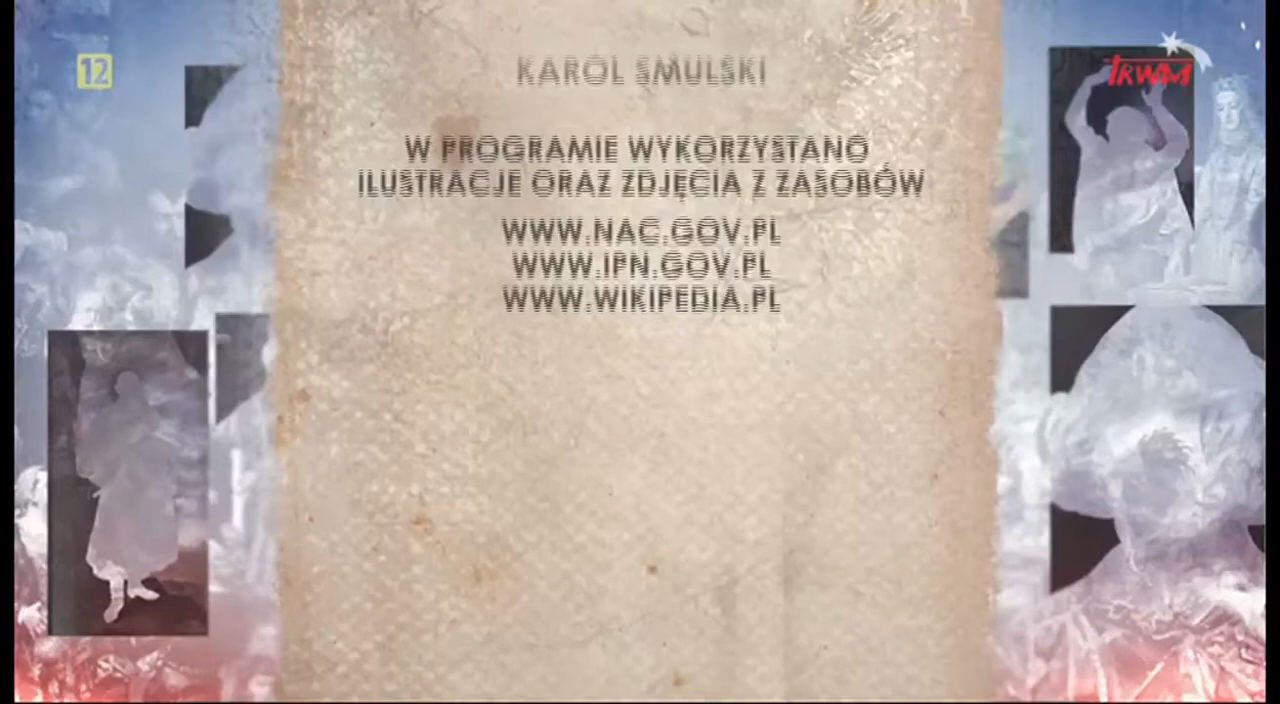 12
TRWAM
KAROL SMULSKI
W PROGRAMIE WYKORZYSTANO
ILUSTRACJE ORAZ ZDJĘCIA Z ZASOBÓW
WWW.NAC.GOV.PL
WWW.IPN.GOV.PL
WWW.WIKIPEDIA.PL